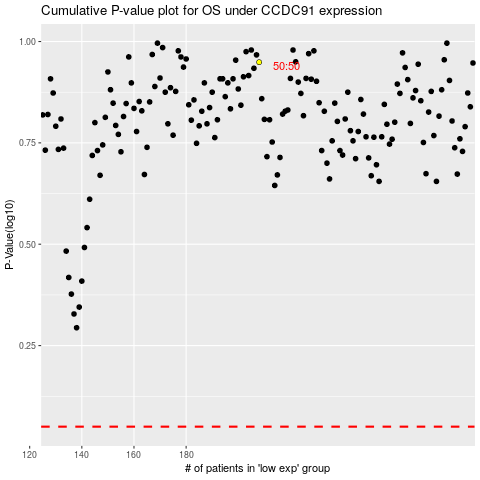 Cumulative P-value plot for OS under CCDC91 expression
P-Value(log10)
1.00
0.75
0.50
0.25
50:50
120 140 160 180
# of patients in 'low exp' group